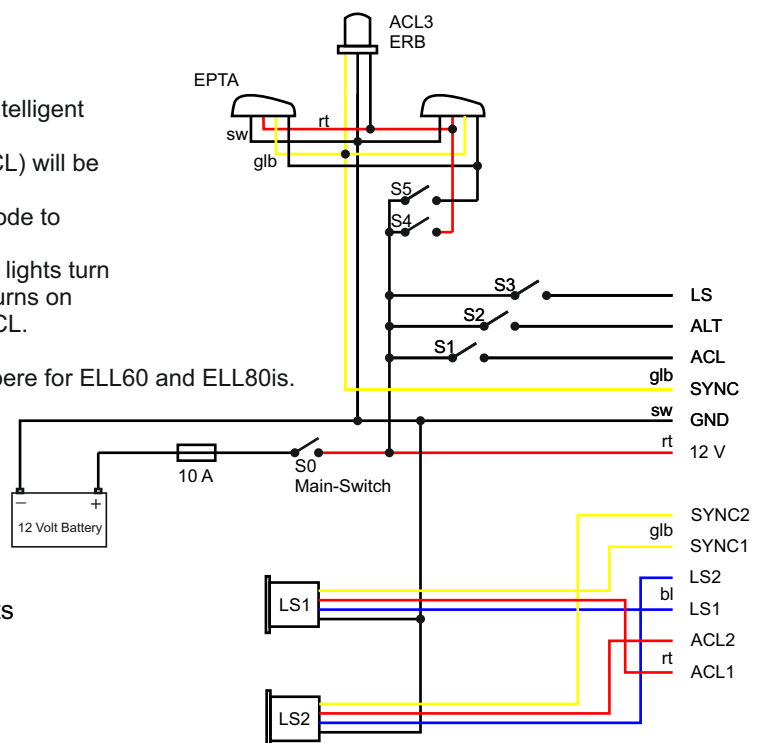 ACL3
ERB
EPTA
telligent
rt
sw
CL) will be
glb
ode to
S5
S4
lights turn
urns on
CL.
S3
LS
S2
ALT
S1
ACL
pere for ELL60 and ELL80is.
glb
SYNC
sw
GND
rt
12 V
10 A
S0
Main-Switch
− +
12 Volt Battery
SYNC2
glb
SYNC1
LS2
bl
LS1
LS1
ts
ACL2
rt
ACL1
LS2